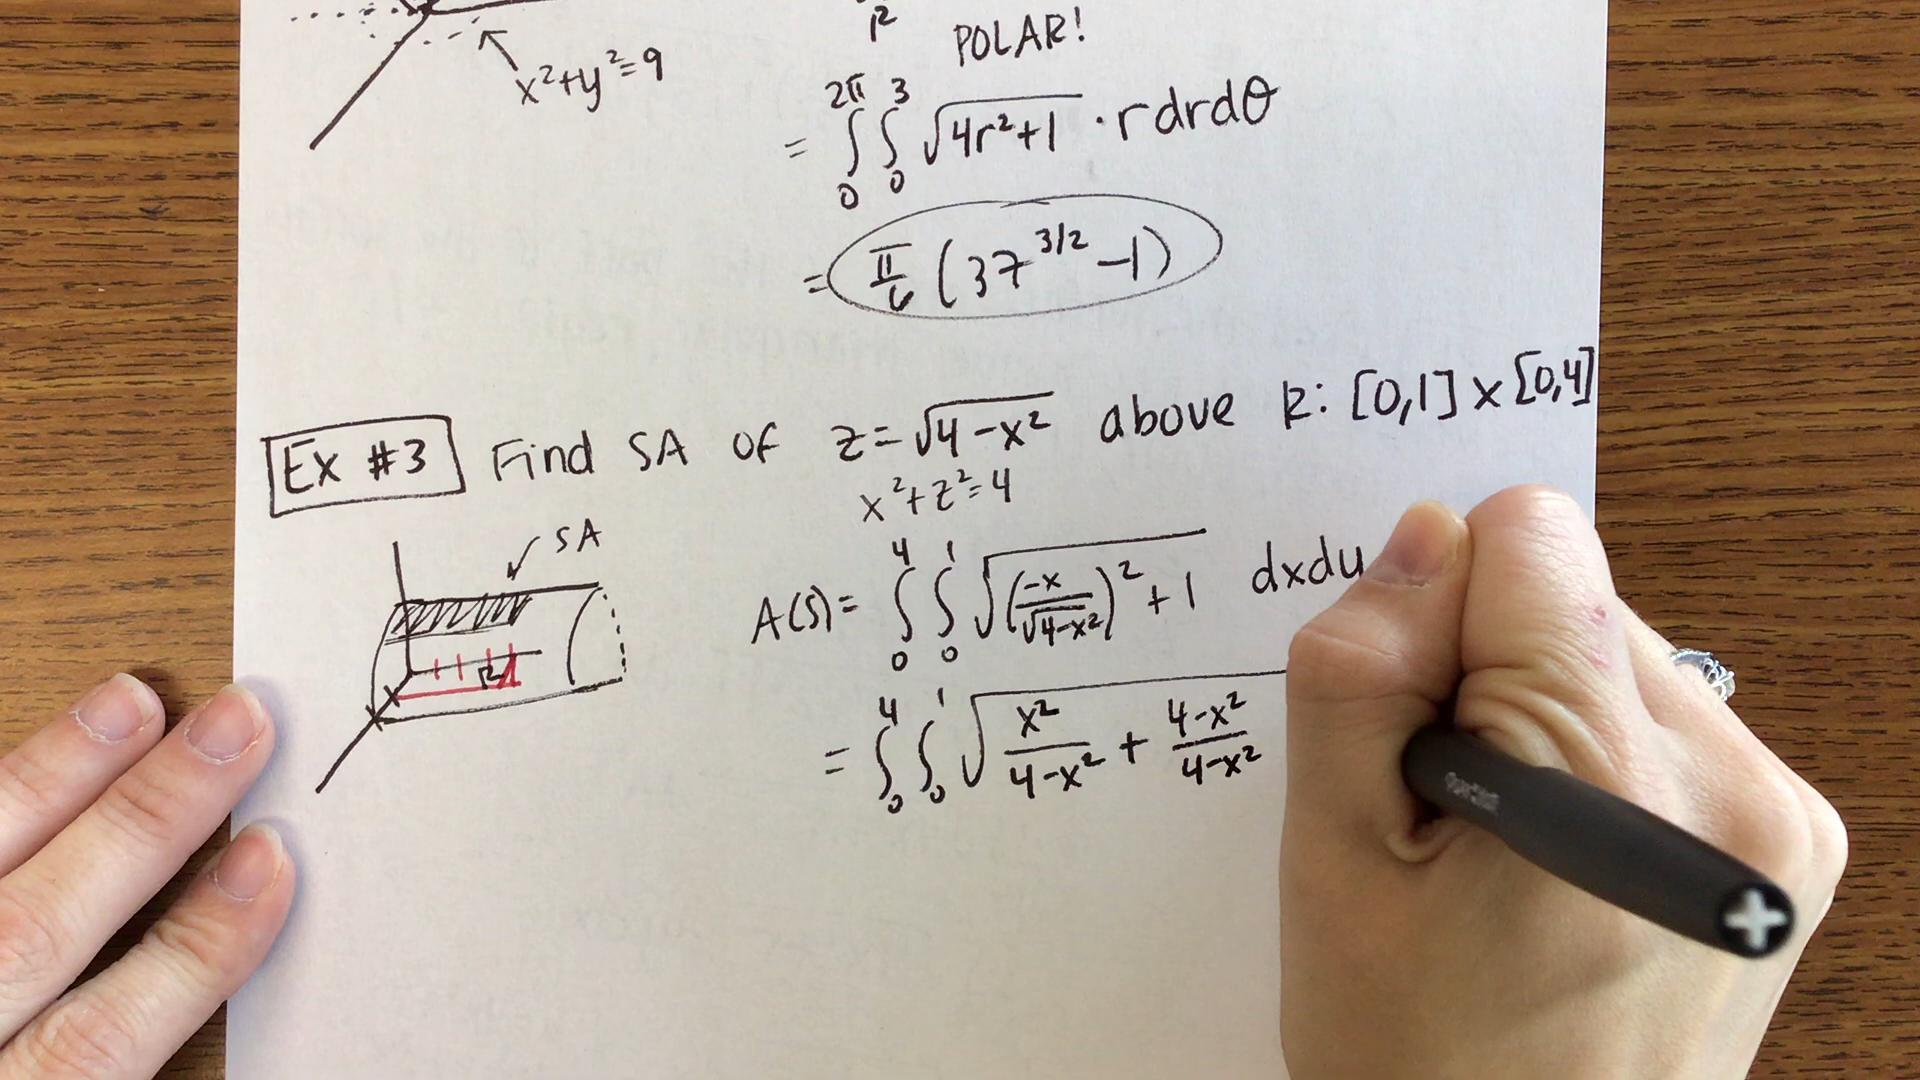 x²+y²=9
R
POLAR!
= ∫₀^2π ∫₀^3 √(4r²+1) · r dr dθ
= π/6 (37^3/2 −1)
Ex #3 Find SA of z=√(4−x²) above R: [0,1] x [0,4]
x²+z²=4
SA
R
A(S)= ∫₀^4 ∫₀^1 √((−x/√(4−x²))²+1) dxdy
= ∫₀^4 ∫₀^1 √(x²/(4−x²) + (4−x²)/(4−x²))